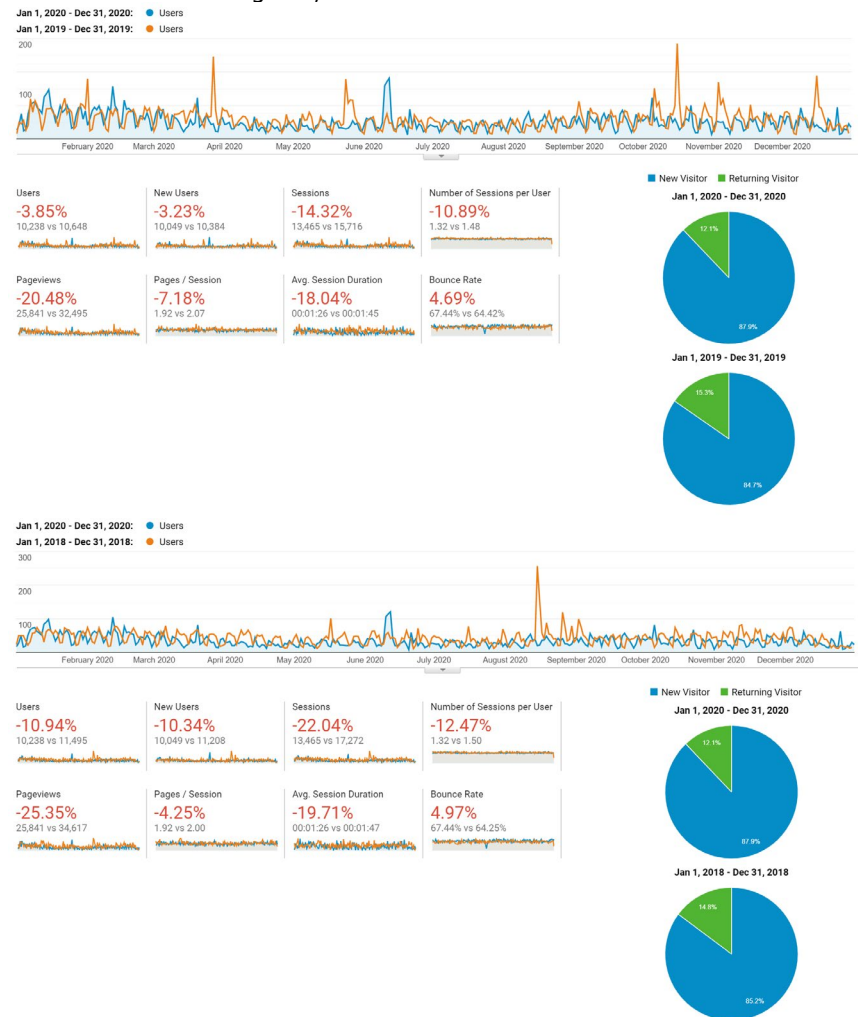 Jan 1, 2020 - Dec 31, 2020: Users
Jan 1, 2019 - Dec 31, 2019: Users
200
100
February 2020 March 2020 April 2020 May 2020 June 2020 July 2020 August 2020 September 2020 October 2020 November 2020 December 2020
New Visitor Returning Visitor
Jan 1, 2020 - Dec 31, 2020
Users New Users Sessions Number of Sessions per User
-3.85% -3.23% -14.32% -10.89%
10,238 vs 10,648 10,049 vs 10,384 13,465 vs 15,716 1.32 vs 1.48
12.1%
Pageviews Pages / Session Avg. Session Duration Bounce Rate
-20.48% -7.18% -18.04% 4.69%
25,841 vs 32,495 1.92 vs 2.07 00:01:26 vs 00:01:45 67.44% vs 64.42%
87.9%
Jan 1, 2019 - Dec 31, 2019
15.3%
84.7%
Jan 1, 2020 - Dec 31, 2020: Users
Jan 1, 2018 - Dec 31, 2018: Users
300
200
100
February 2020 March 2020 April 2020 May 2020 June 2020 July 2020 August 2020 September 2020 October 2020 November 2020 December 2020
New Visitor Returning Visitor
Jan 1, 2020 - Dec 31, 2020
Users New Users Sessions Number of Sessions per User
-10.94% -10.34% -22.04% -12.47%
10,238 vs 11,495 10,049 vs 11,208 13,465 vs 17,272 1.32 vs 1.50
12.1%
Pageviews Pages / Session Avg. Session Duration Bounce Rate
-25.35% -4.25% -19.71% 4.97%
25,841 vs 34,617 1.92 vs 2.00 00:01:26 vs 00:01:47 67.44% vs 64.25%
87.9%
Jan 1, 2018 - Dec 31, 2018
14.8%
85.2%